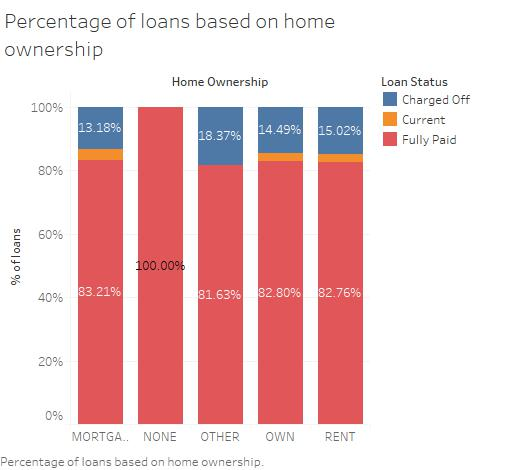 Percentage of loans based on home
ownership
Home Ownership
Loan Status
Charged Off
Current
Fully Paid
% of loans
100%
80%
60%
40%
20%
0%
13.18%
18.37%
14.49%
15.02%
100.00%
83.21%
81.63%
82.80%
82.76%
MORTGA..
NONE
OTHER
OWN
RENT
Percentage of loans based on home ownership.